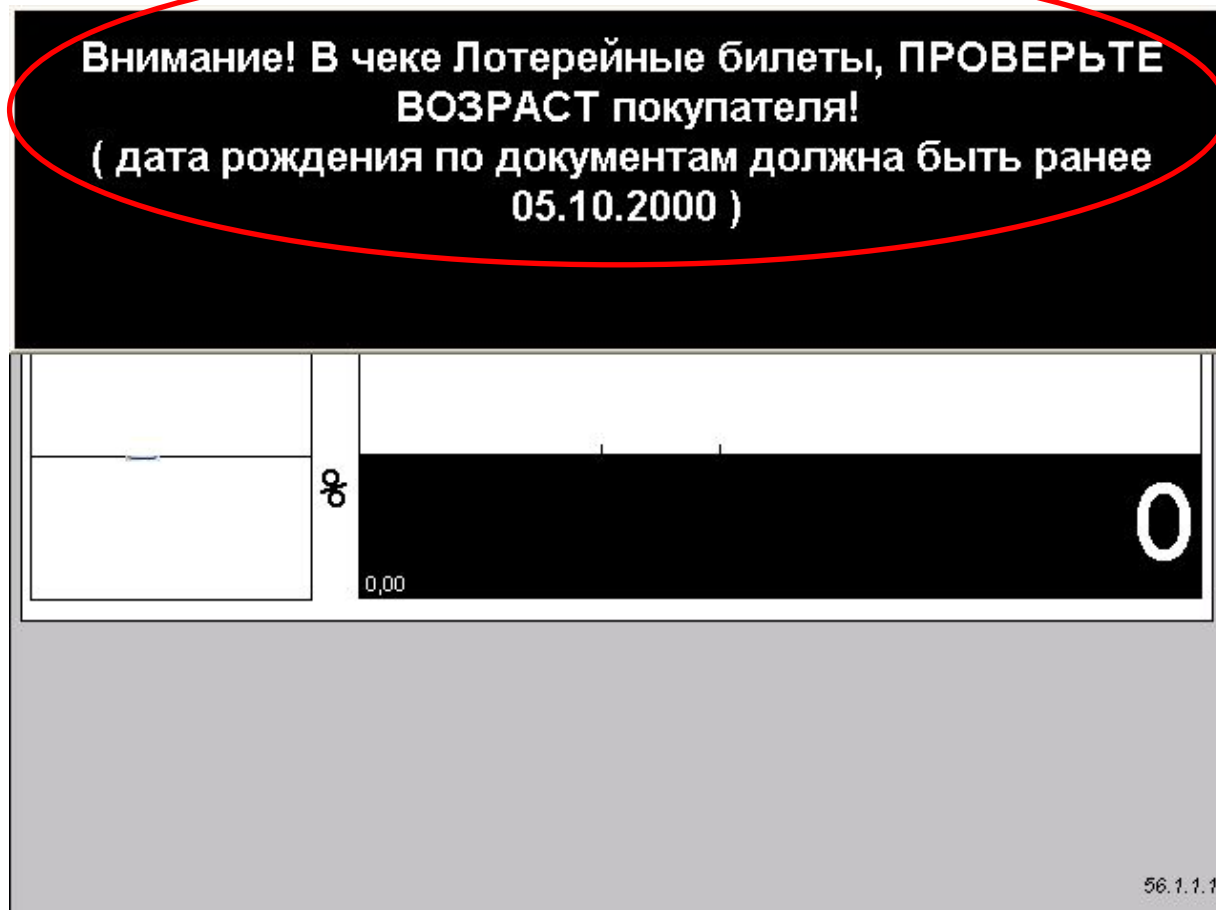 Внимание! В чеке Лотерейные билеты, ПРОВЕРЬТЕ
ВОЗРАСТ покупателя!
( дата рождения по документам должна быть ранее
05.10.2000 )
%
0
0,00
56.1.1.1